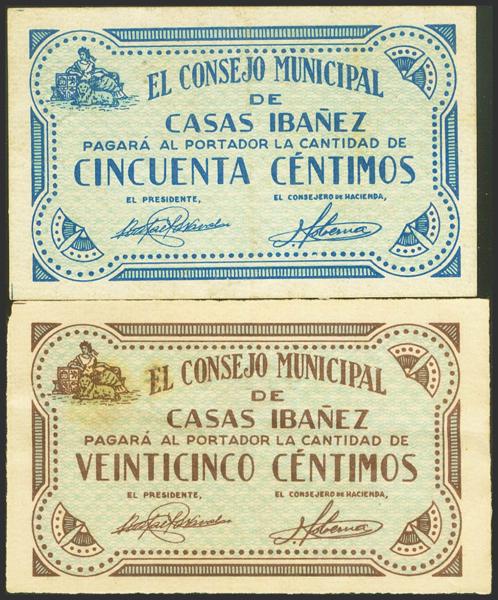 EL CONSEJO MUNICIPAL
DE
CASAS IBAÑEZ
PAGARÁ AL PORTADOR LA CANTIDAD DE
CINCUENTA CÉNTIMOS
EL PRESIDENTE, EL CONSEJERO DE HACIENDA,
EL CONSEJO MUNICIPAL
DE
CASAS IBAÑEZ
PAGARÁ AL PORTADOR LA CANTIDAD DE
VEINTICINCO CÉNTIMOS
EL PRESIDENTE, EL CONSEJERO DE HACIENDA,